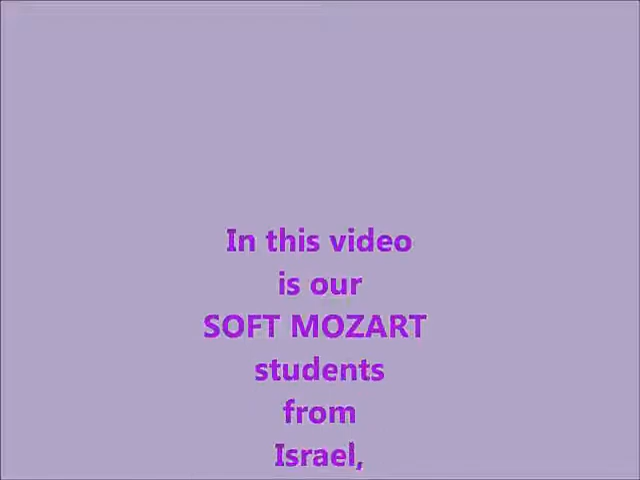 In this video
is our
SOFT MOZART
students
from
Israel,